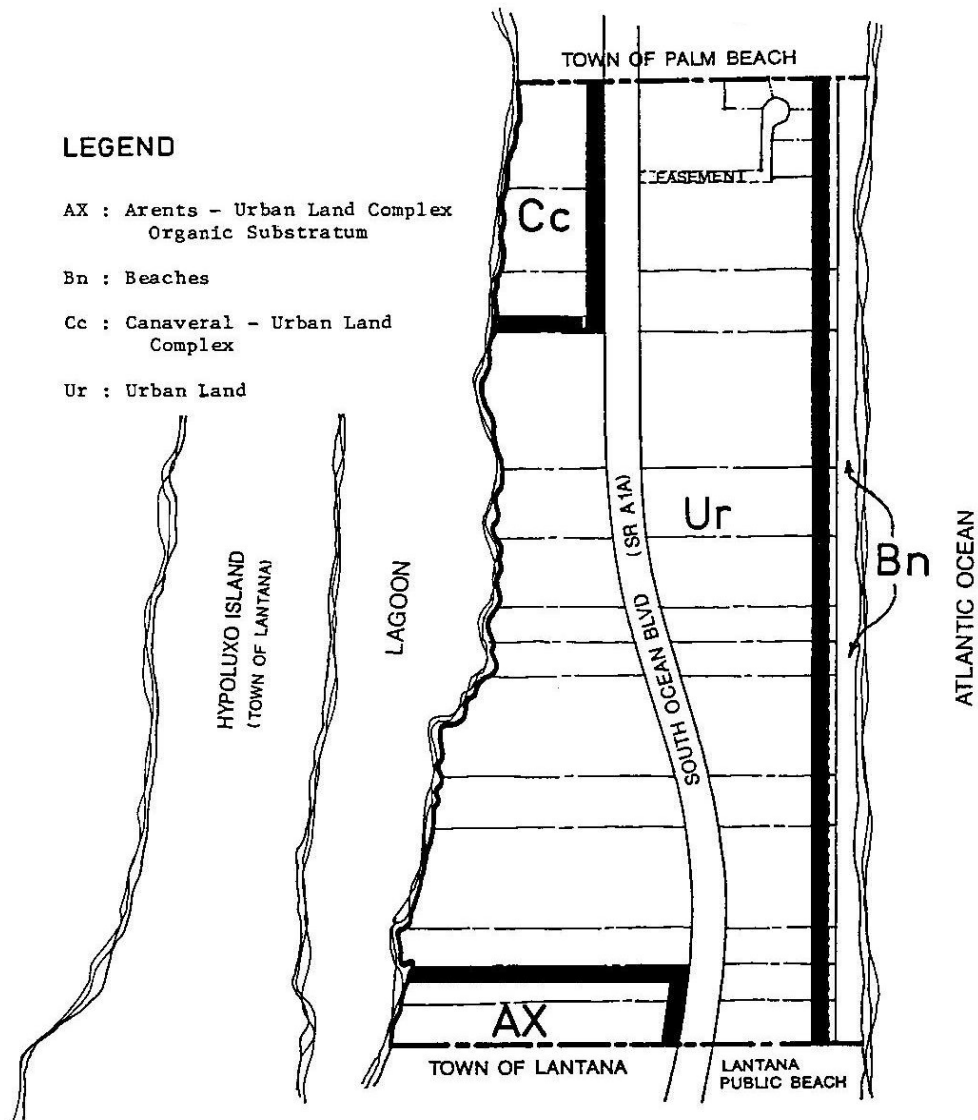 TOWN OF PALM BEACH
LEGEND
AX : Arents - Urban Land Complex
Organic Substratum
Bn : Beaches
Cc : Canaveral - Urban Land
Complex
Ur : Urban Land
EASEMENT
Cc
Ur
Bn
SOUTH OCEAN BLVD (SR A1A)
HYPOLUXO ISLAND
(TOWN OF LANTANA)
LAGOON
ATLANTIC OCEAN
AX
TOWN OF LANTANA
LANTANA
PUBLIC BEACH